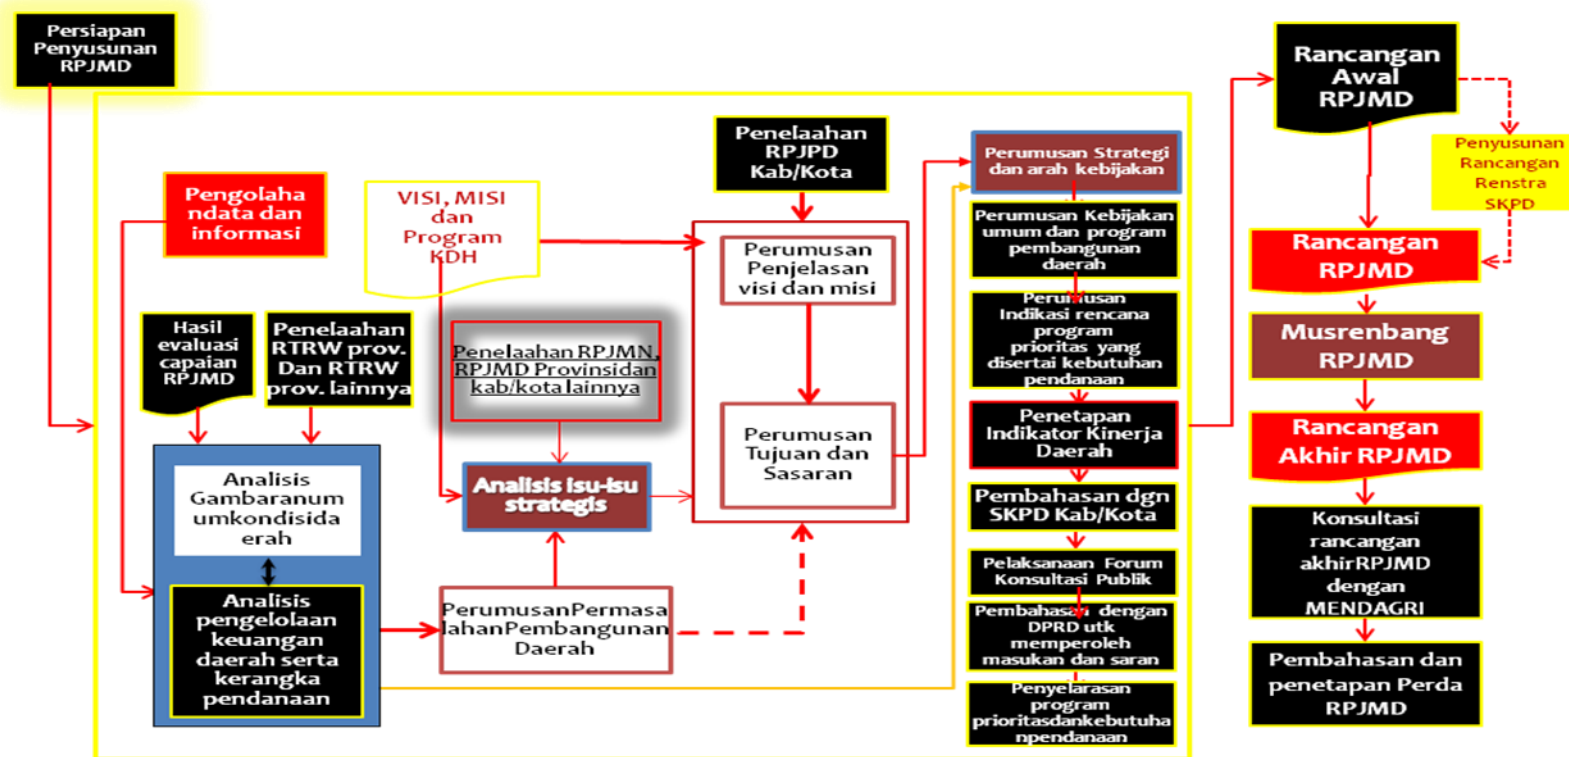 Persiapan
Penyusunan
RPJMD
Pengolaha
ndata dan
informasi
VISI, MISI
dan
Program
KDH
Hasil
evaluasi
capaian
RPJMD
Penelaahan
RTRW prov.
Dan RTRW
prov. lainnya
Penelaahan RPJMN,
RPJMD Provinsidan
kab/kota lainnya
Analisis
Gambaranum
umkondisida
erah
Analisis
pengelolaan
keuangan
daerah serta
kerangka
pendanaan
Analisis isu-isu
strategis
PerumusanPermasa
lahanPembangunan
Daerah
Penelaahan
RPJPD
Kab/Kota
Perumusan
Penjelasan
visi dan misi
Perumusan
Tujuan dan
Sasaran
Perumusan Strategi
dan arah kebijakan
Perumusan Kebijakan
umum dan program
pembangunan
daerah
Perumusan
Indikasi rencana
program
prioritas yang
disertai kebutuhan
pendanaan
Penetapan
Indikator Kinerja
Daerah
Pembahasan dgn
SKPD Kab/Kota
Pelaksanaan Forum
Konsultasi Publik
Pembahasan dengan
DPRD utk
memperoleh
masukan dan saran
Penyelarasan
program
prioritasdankebutuha
npendanaan
Rancangan
Awal
RPJMD
Penyusunan
Rancangan
Renstra
SKPD
Rancangan
RPJMD
Musrenbang
RPJMD
Rancangan
Akhir RPJMD
Konsultasi
rancangan
akhirRPJMD
dengan
MENDAGRI
Pembahasan dan
penetapan Perda
RPJMD